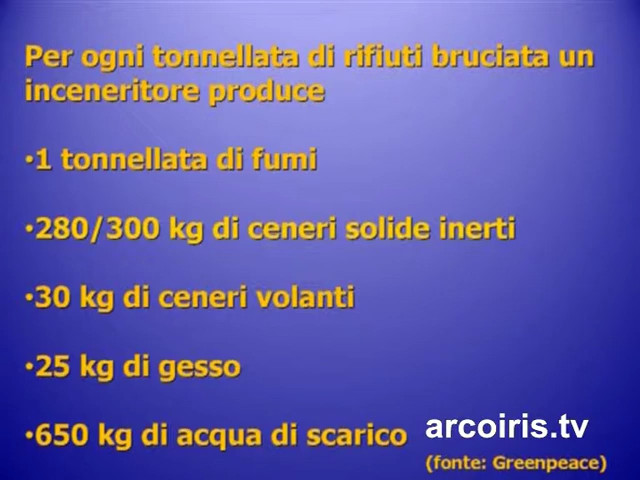 Per ogni tonnellata di rifiuti bruciata un
inceneritore produce
•1 tonnellata di fumi
•280/300 kg di ceneri solide inerti
•30 kg di ceneri volanti
•25 kg di gesso
•650 kg di acqua di scarico
arcoiris.tv
(fonte: Greenpeace)